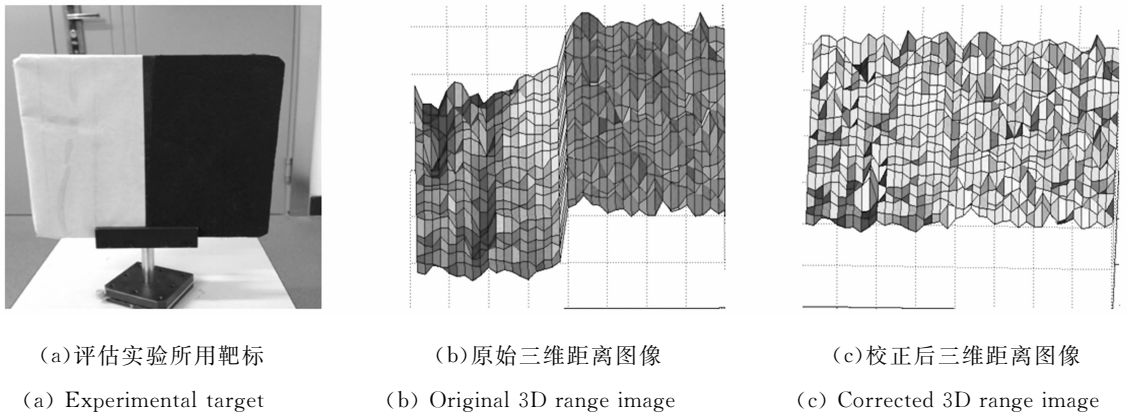 (a)评估实验所用靶标
(b)原始三维距离图像
(c)校正后三维距离图像
(a) Experimental target
(b) Original 3D range image
(c) Corrected 3D range image